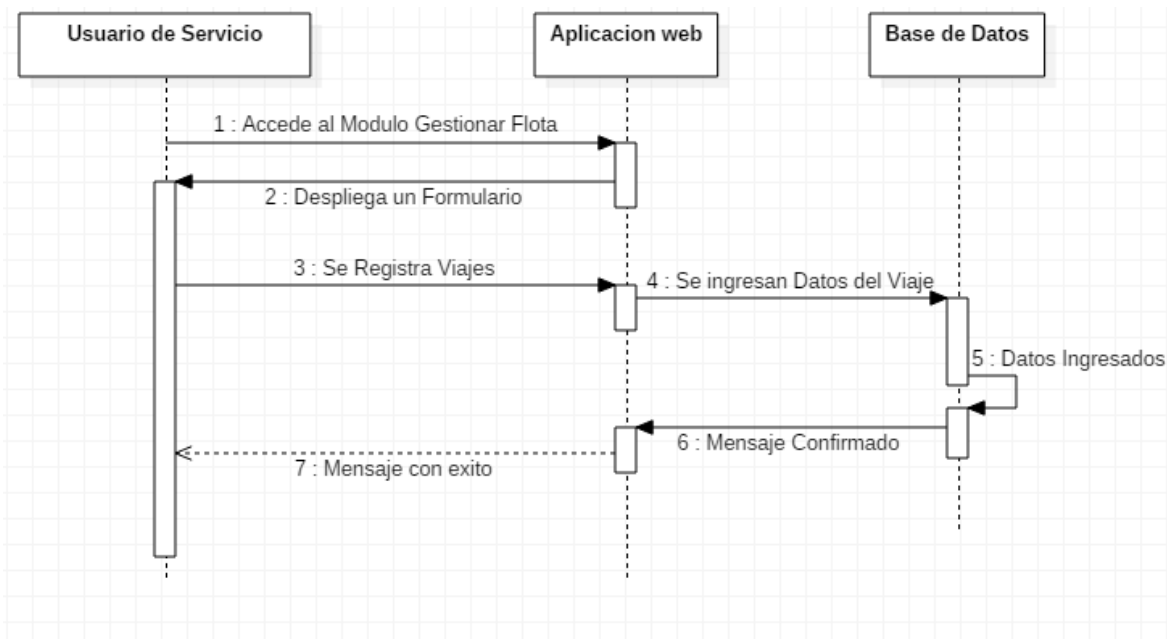 Usuario de Servicio
Aplicacion web
Base de Datos
1 : Accede al Modulo Gestionar Flota
2 : Despliega un Formulario
3 : Se Registra Viajes
4 : Se ingresan Datos del Viaje
5 : Datos Ingresados
6 : Mensaje Confirmado
7 : Mensaje con exito